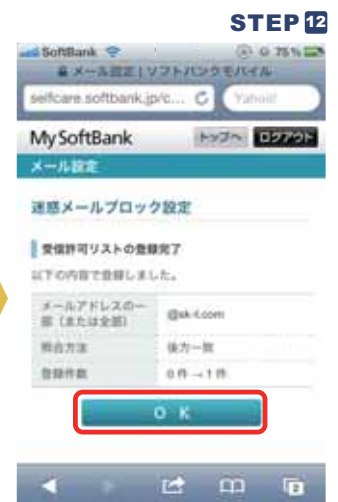 STEP 12
SoftBank
75%
メール設定 | ソフトバンクモバイル
selfcare.softbank.jp/c...
Yahoo!
My SoftBank
トップへ
ログアウト
メール設定
迷惑メールブロック設定
受信許可リストの登録完了
以下の内容で登録しました。
メールアドレスの一
部（または全部）
@sk-t.com
照合方法
後方一致
登録件数
0 件 → 1 件
O K